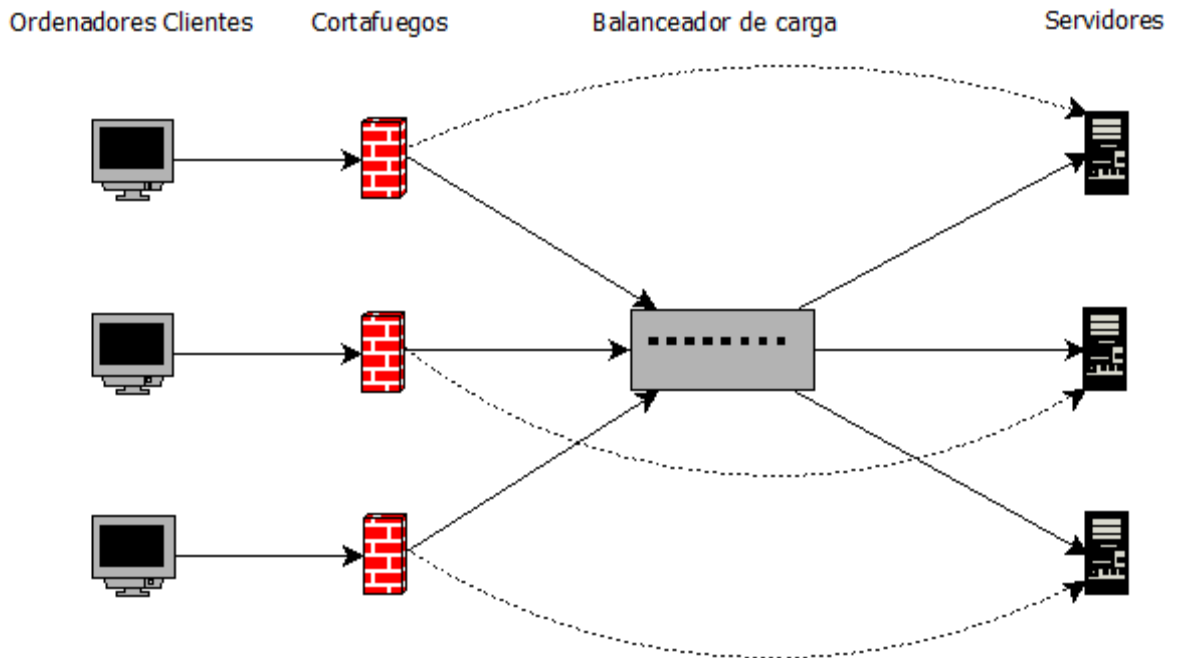 Ordenadores Clientes
Cortafuegos
Balanceador de carga
Servidores